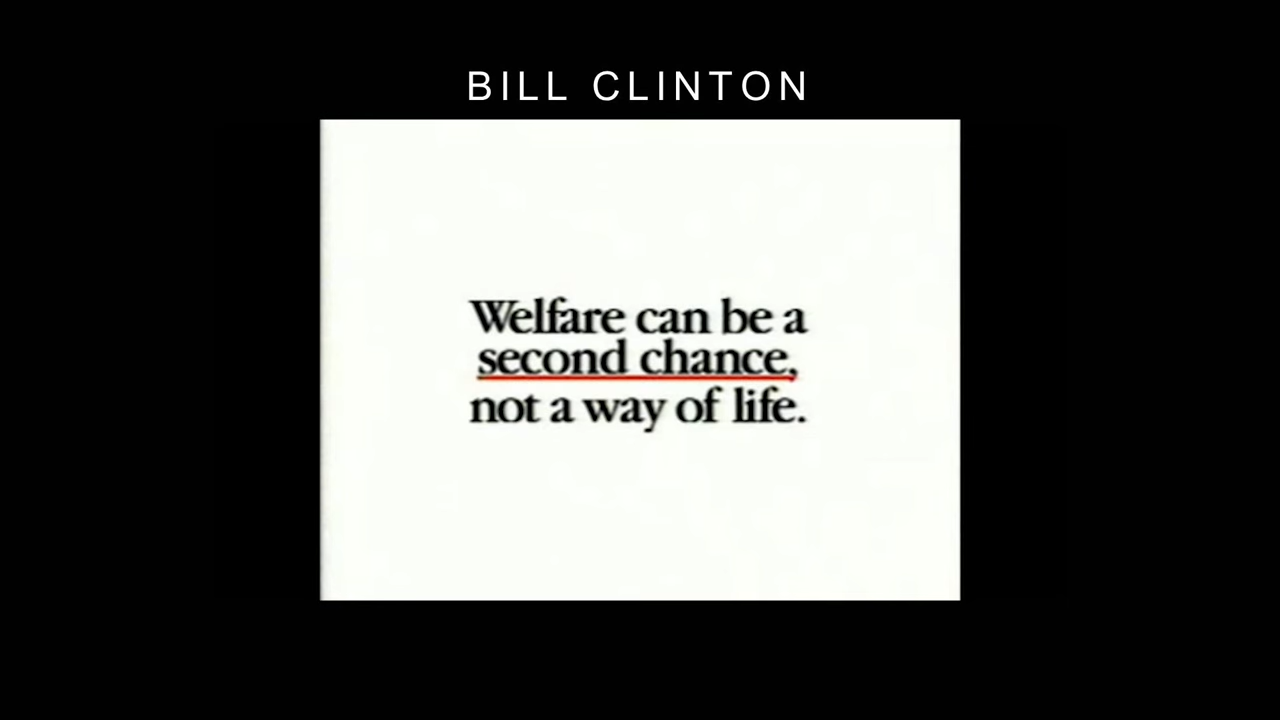 BILL CLINTON
Welfare can be a
second chance,
not a way of life.